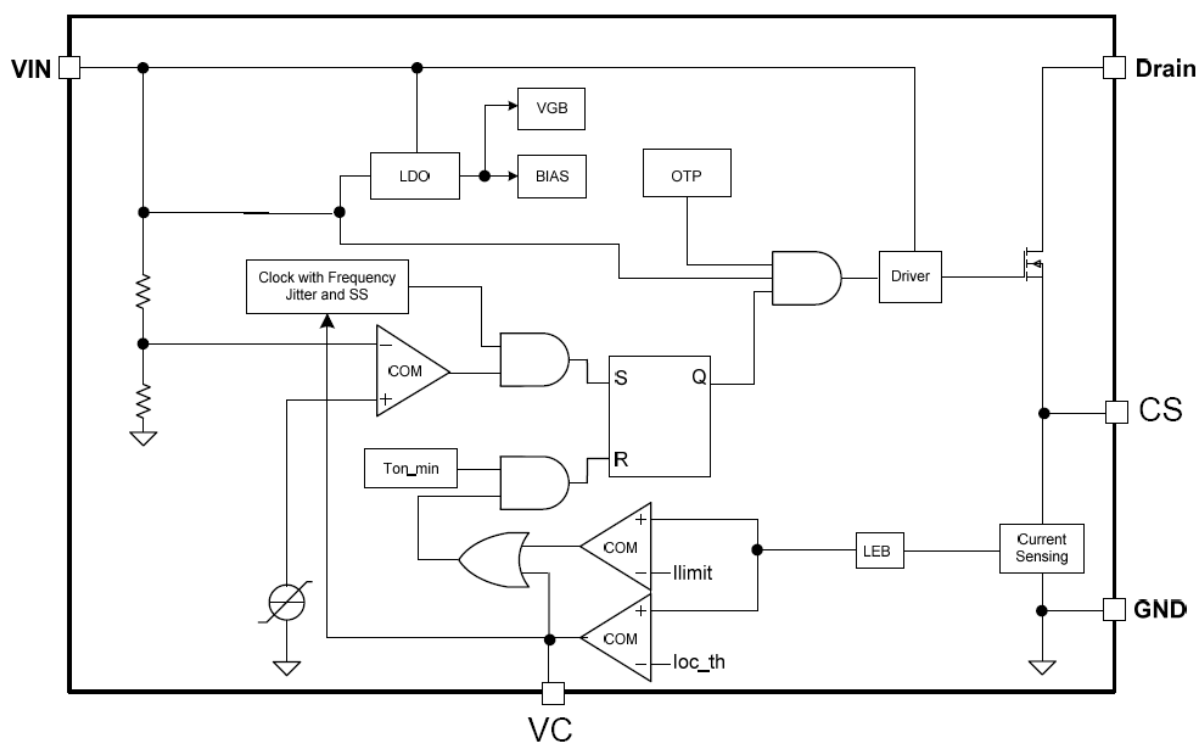 VIN
Drain
VGB
LDO
BIAS
OTP
Clock with Frequency
Jitter and SS
Driver
−
COM
+
S
Q
CS
R
Ton_min
+
COM
−
Ilimit
LEB
Current
Sensing
+
COM
−
Ioc_th
GND
VC